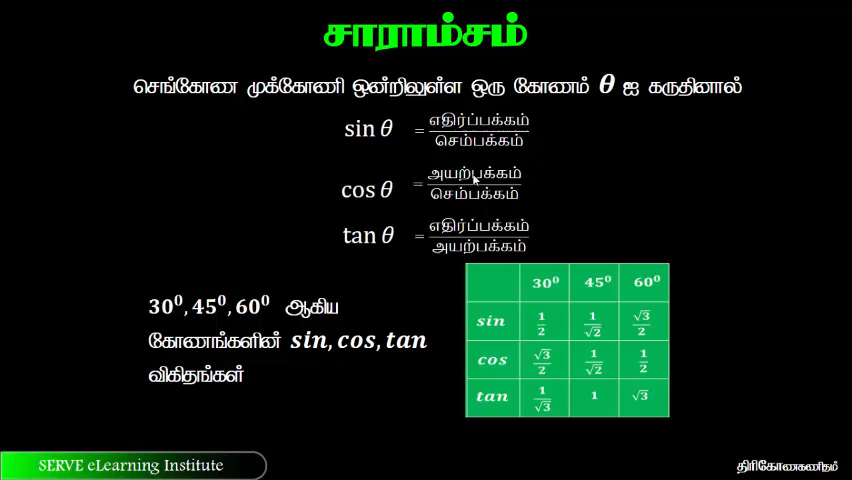 சாராம்சம்
செங்கோண முக்கோணி ஒன்றிலுள்ள ஒரு கோணம் θ ஐ கருதினால்
sin θ = எதிர்ப்பக்கம் / செம்பக்கம்
cos θ = அயற்பக்கம் / செம்பக்கம்
tan θ = எதிர்ப்பக்கம் / அயற்பக்கம்
30⁰, 45⁰, 60⁰ ஆகிய
கோணங்களின் sin, cos, tan
விகிதங்கள்
30⁰ 45⁰ 60⁰
sin 1/2 1/√2 √3/2
cos √3/2 1/√2 1/2
tan 1/√3 1 √3
SERVE eLearning Institute
திரிகோணகணிதம்